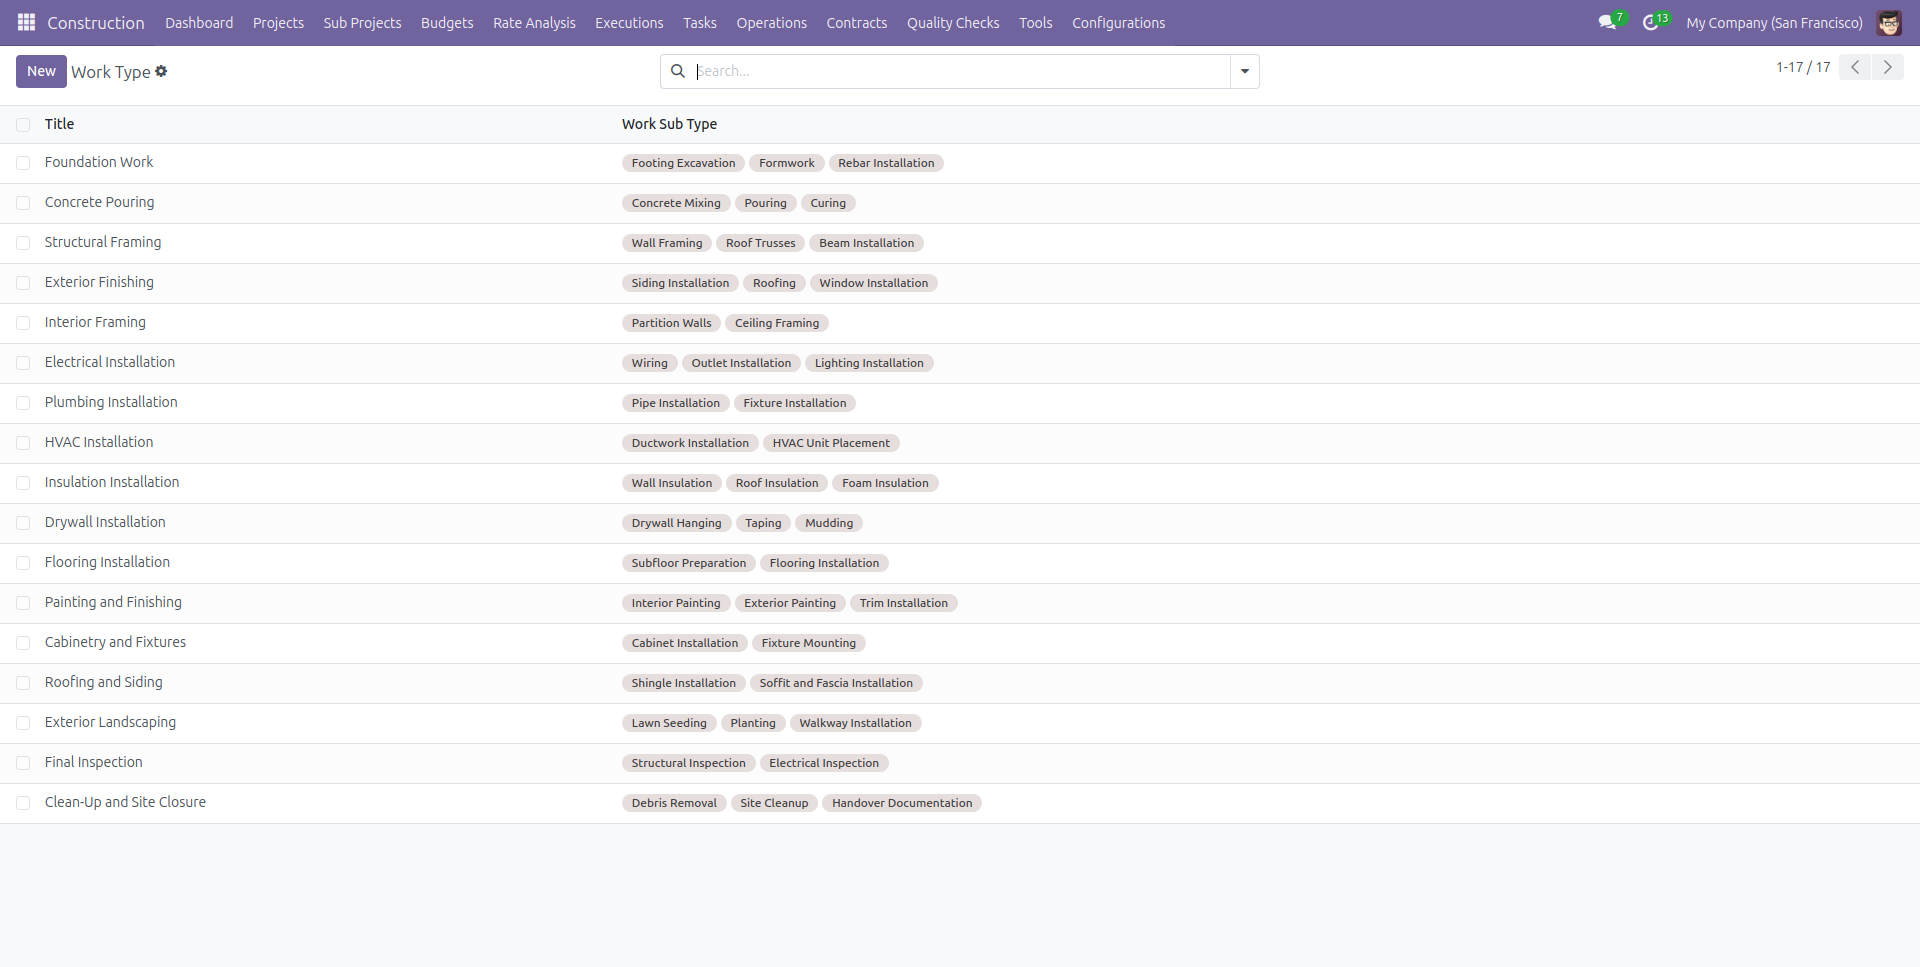 Construction Dashboard Projects Sub Projects Budgets Rate Analysis Executions Tasks Operations Contracts Quality Checks Tools Configurations 7 13 My Company (San Francisco)
New Work Type Search... 1-17 / 17
Title Work Sub Type
Foundation Work Footing Excavation Formwork Rebar Installation
Concrete Pouring Concrete Mixing Pouring Curing
Structural Framing Wall Framing Roof Trusses Beam Installation
Exterior Finishing Siding Installation Roofing Window Installation
Interior Framing Partition Walls Ceiling Framing
Electrical Installation Wiring Outlet Installation Lighting Installation
Plumbing Installation Pipe Installation Fixture Installation
HVAC Installation Ductwork Installation HVAC Unit Placement
Insulation Installation Wall Insulation Roof Insulation Foam Insulation
Drywall Installation Drywall Hanging Taping Mudding
Flooring Installation Subfloor Preparation Flooring Installation
Painting and Finishing Interior Painting Exterior Painting Trim Installation
Cabinetry and Fixtures Cabinet Installation Fixture Mounting
Roofing and Siding Shingle Installation Soffit and Fascia Installation
Exterior Landscaping Lawn Seeding Planting Walkway Installation
Final Inspection Structural Inspection Electrical Inspection
Clean-Up and Site Closure Debris Removal Site Cleanup Handover Documentation